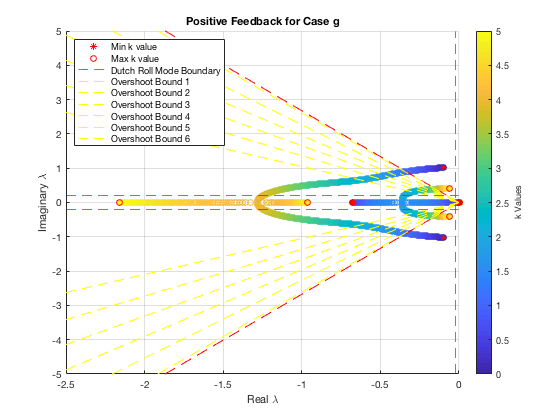 Positive Feedback for Case g
Min k value
Max k value
Dutch Roll Mode Boundary
Overshoot Bound 1
Overshoot Bound 2
Overshoot Bound 3
Overshoot Bound 4
Overshoot Bound 5
Overshoot Bound 6
5
4
3
2
1
0
-1
-2
-3
-4
-5
Imaginary λ
-2.5
-2
-1.5
-1
-0.5
0
Real λ
5
4.5
4
3.5
3
2.5
2
1.5
1
0.5
0
k Values